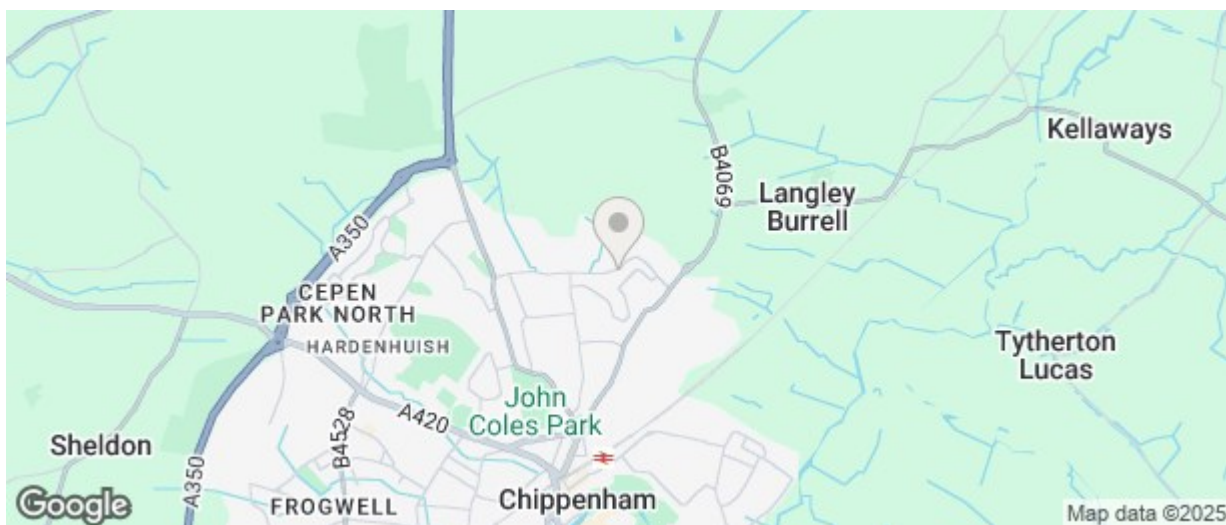 Kellaways
B4069
Langley
Burrell
A350
CEPEN
PARK NORTH
HARDENHUISH
Tytherton
Lucas
John
Coles Park
A420
B4528
Sheldon
A350
FROGWELL
Chippenham
Google
Map data ©2025